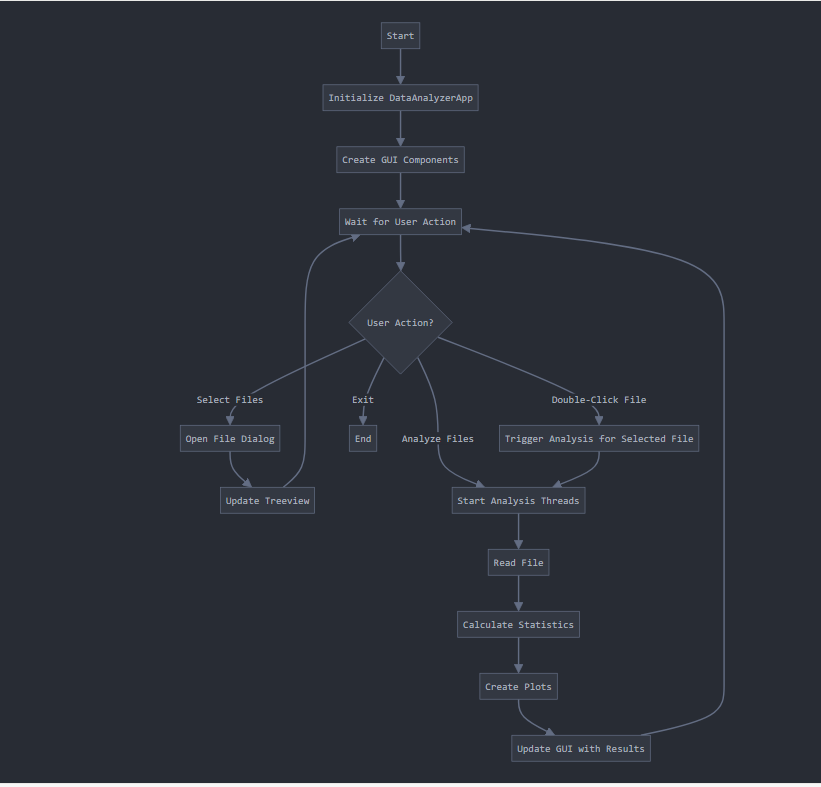 Start
Initialize DataAnalyzerApp
Create GUI Components
Wait for User Action
User Action?
Select Files
Exit
Double-Click File
Open File Dialog
End
Analyze Files
Trigger Analysis for Selected File
Update Treeview
Start Analysis Threads
Read File
Calculate Statistics
Create Plots
Update GUI with Results